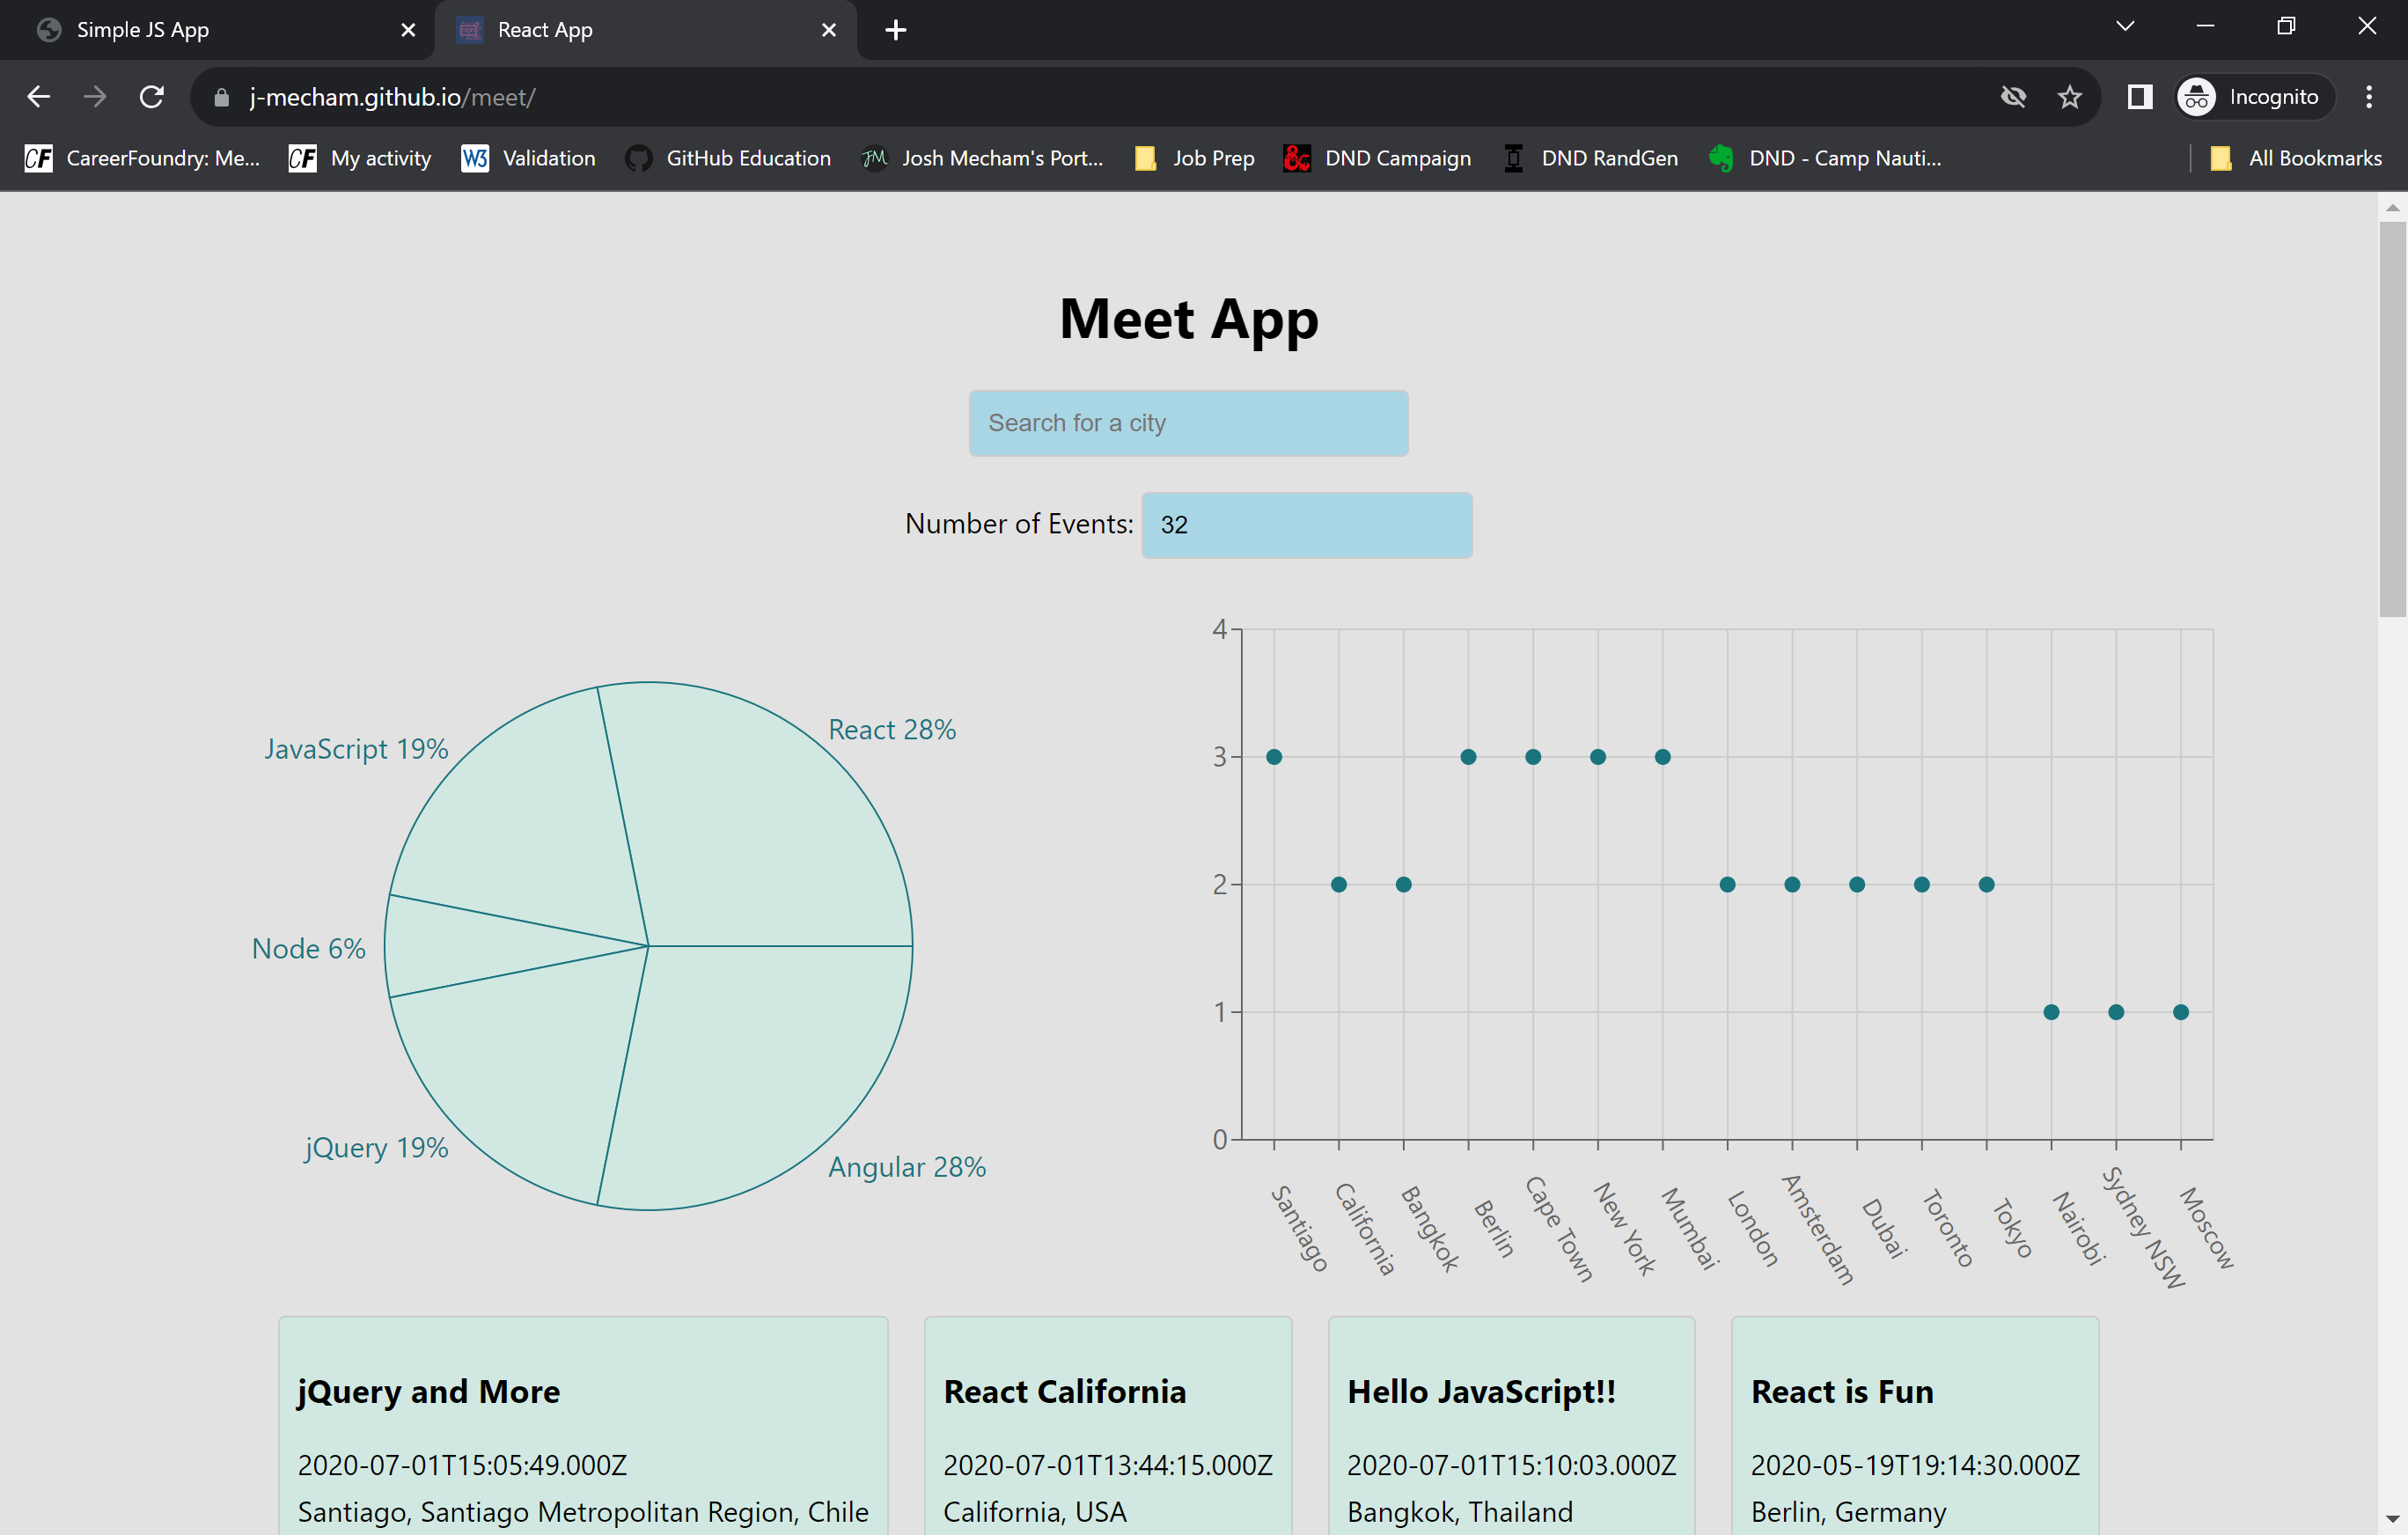 Simple JS App
React App
j-mecham.github.io/meet/
Incognito
CareerFoundry: Me...
My activity
Validation
GitHub Education
Josh Mecham's Port...
Job Prep
DND Campaign
DND RandGen
DND - Camp Nauti...
All Bookmarks
Meet App
Search for a city
Number of Events: 32
React 28%
JavaScript 19%
Node 6%
jQuery 19%
Angular 28%
4
3
2
1
0
Santiago
California
Bangkok
Berlin
Cape Town
New York
Mumbai
London
Amsterdam
Dubai
Toronto
Tokyo
Nairobi
Sydney NSW
Moscow
jQuery and More
2020-07-01T15:05:49.000Z
Santiago, Santiago Metropolitan Region, Chile
React California
2020-07-01T13:44:15.000Z
California, USA
Hello JavaScript!!
2020-07-01T15:10:03.000Z
Bangkok, Thailand
React is Fun
2020-05-19T19:14:30.000Z
Berlin, Germany